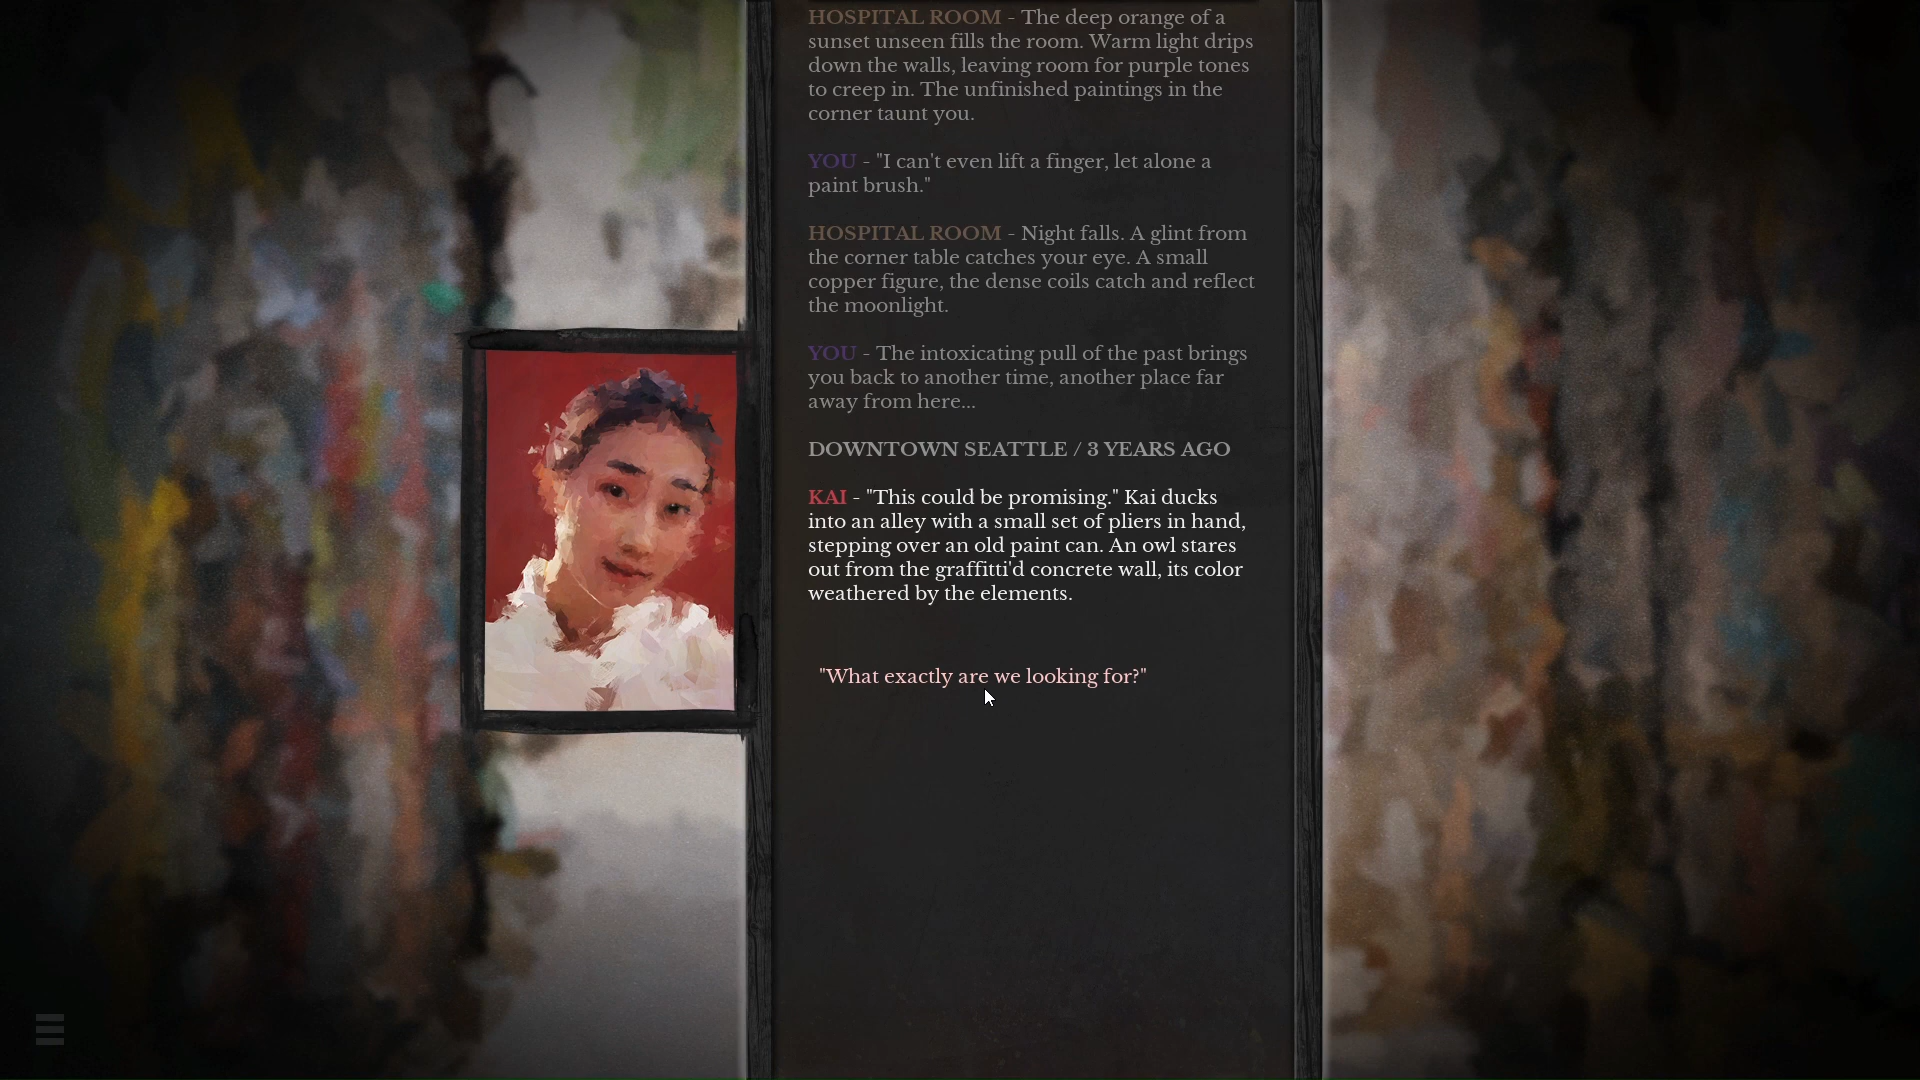 HOSPITAL ROOM - The deep orange of a
sunset unseen fills the room. Warm light drips
down the walls, leaving room for purple tones
to creep in. The unfinished paintings in the
corner taunt you.
YOU - "I can't even lift a finger, let alone a
paint brush."
HOSPITAL ROOM - Night falls. A glint from
the corner table catches your eye. A small
copper figure, the dense coils catch and reflect
the moonlight.
YOU - The intoxicating pull of the past brings
you back to another time, another place far
away from here...
DOWNTOWN SEATTLE / 3 YEARS AGO
KAI - "This could be promising." Kai ducks
into an alley with a small set of pliers in hand,
stepping over an old paint can. An owl stares
out from the graffitti'd concrete wall, its color
weathered by the elements.
"What exactly are we looking for?"